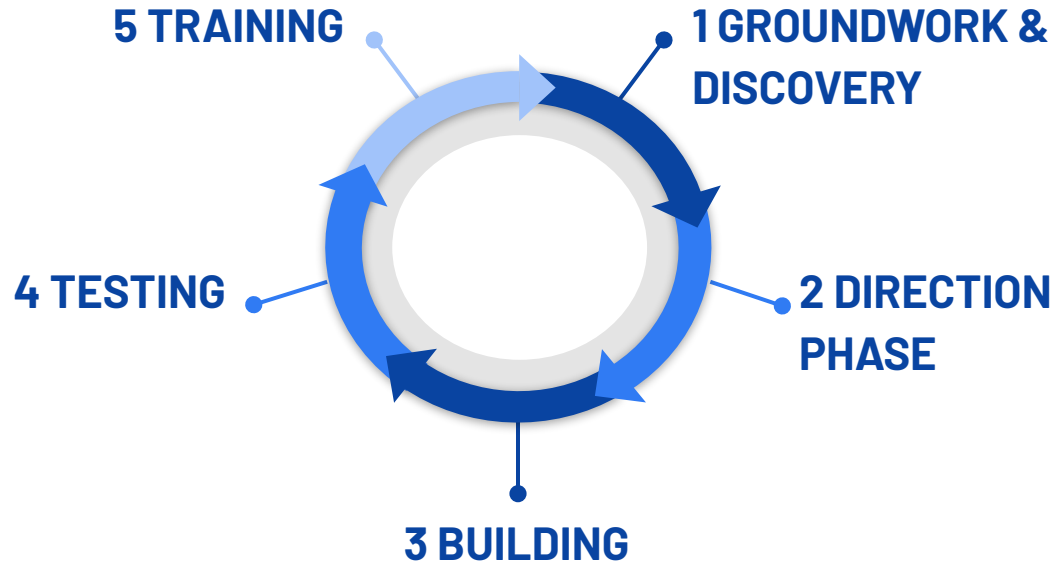 5 TRAINING
1 GROUNDWORK &
DISCOVERY
4 TESTING
2 DIRECTION
PHASE
3 BUILDING